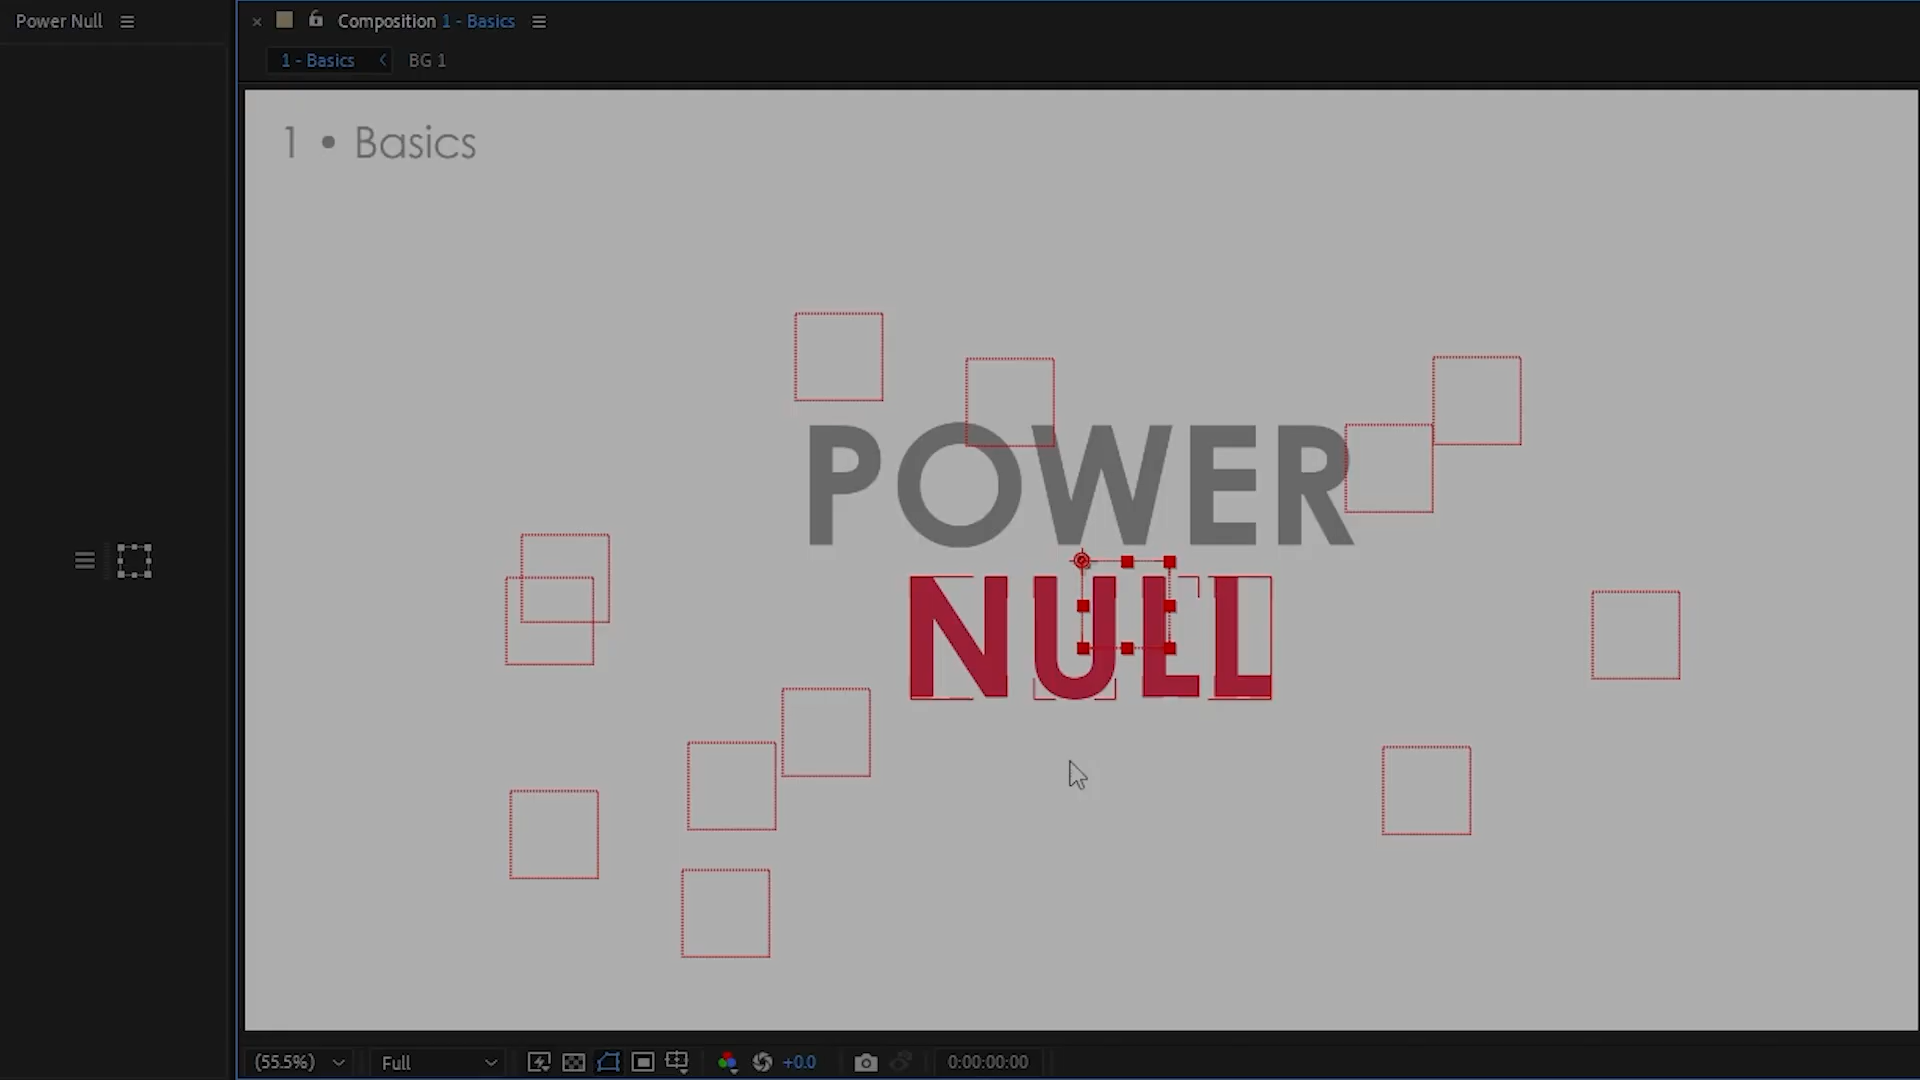 Power Null
Composition 1 - Basics
1 - Basics
BG 1
1 • Basics
POWER
NULL
(55.5%)
Full
+0.0
0:00:00:00